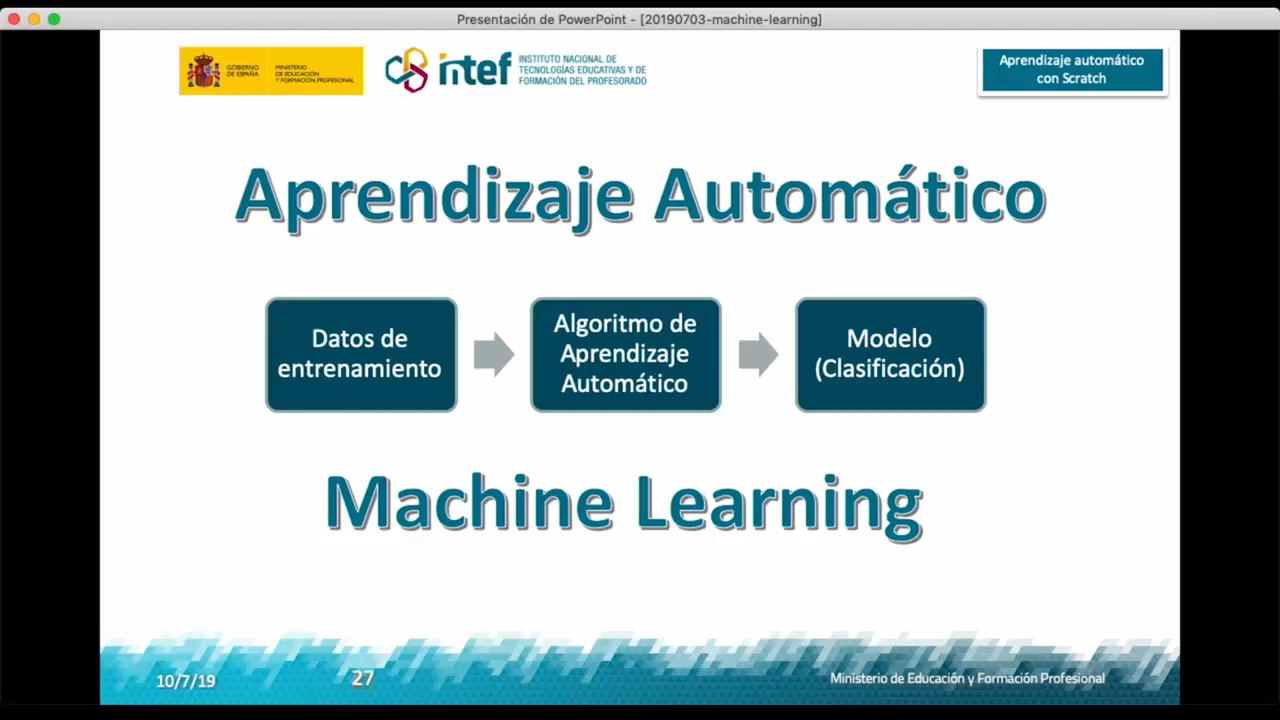 Presentación de PowerPoint - [20190703-machine-learning]
GOBIERNO
DE ESPAÑA
MINISTERIO
DE EDUCACIÓN
Y FORMACIÓN PROFESIONAL
intef
INSTITUTO NACIONAL DE
TECNOLOGÍAS EDUCATIVAS Y DE
FORMACIÓN DEL PROFESORADO
Aprendizaje automático
con Scratch
Aprendizaje Automático
Datos de
entrenamiento
Algoritmo de
Aprendizaje
Automático
Modelo
(Clasificación)
Machine Learning
10/7/19
27
Ministerio de Educación y Formación Profesional